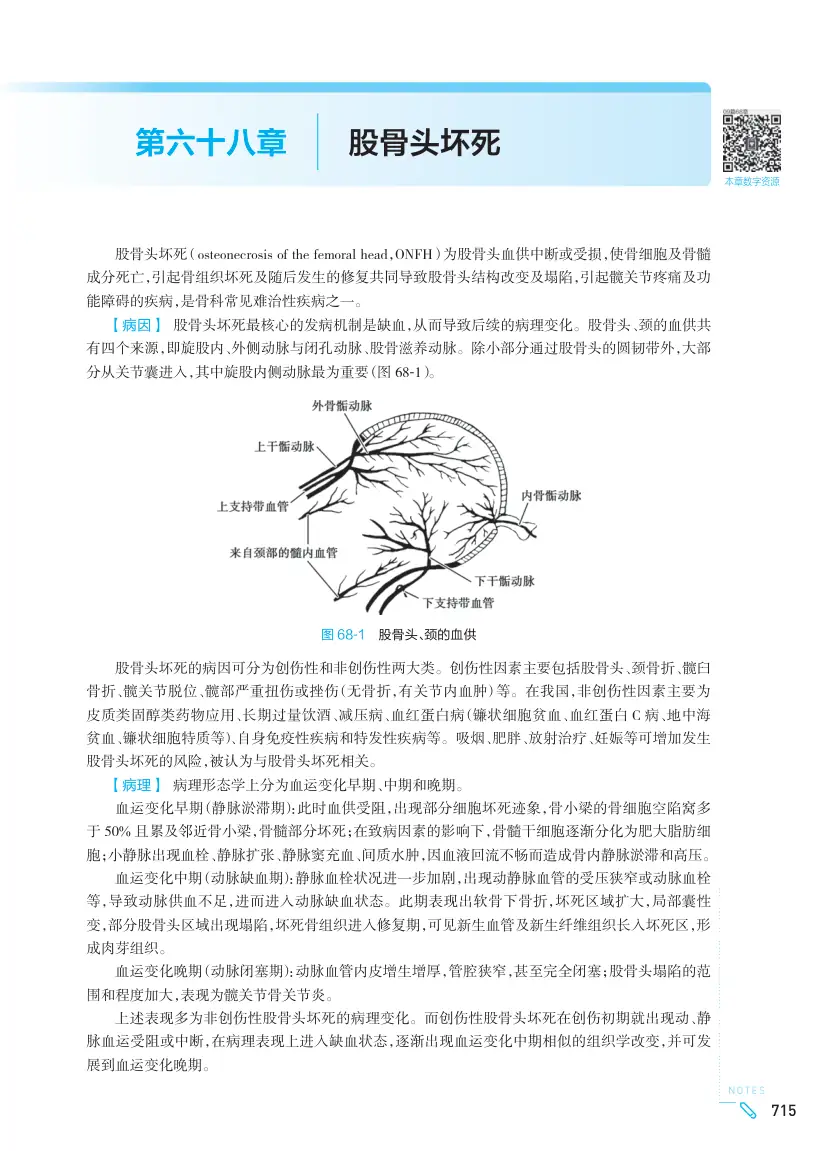 第六十八章
股骨头坏死
本章数字资源
股骨头坏死(osteonecrosis of the femoral head,ONFH)为股骨头血供中断或受损,使骨细胞及骨髓
成分死亡,引起骨组织坏死及随后发生的修复共同导致股骨头结构改变及塌陷,引起髋关节疼痛及功
能障碍的疾病,是骨科常见难治性疾病之一。
【病因】 股骨头坏死最核心的发病机制是缺血,从而导致后续的病理变化。股骨头、颈的血供共
有四个来源,即旋股内、外侧动脉与闭孔动脉、股骨滋养动脉。除小部分通过股骨头的圆韧带外,大部
分从关节囊进入,其中旋股内侧动脉最为重要(图 68-1)。
外骨骺动脉
上干骺动脉
上支持带血管
内骨骺动脉
来自颈部的髓内血管
下干骺动脉
下支持带血管
图 68-1 股骨头、颈的血供
股骨头坏死的病因可分为创伤性和非创伤性两大类。创伤性因素主要包括股骨头、颈骨折、髋臼
骨折、髋关节脱位、髋部严重扭伤或挫伤(无骨折,有关节内血肿)等。在我国,非创伤性因素主要为
皮质类固醇类药物应用、长期过量饮酒、减压病、血红蛋白病(镰状细胞贫血、血红蛋白 C 病、地中海
贫血、镰状细胞特质等)、自身免疫性疾病和特发性疾病等。吸烟、肥胖、放射治疗、妊娠等可增加发生
股骨头坏死的风险,被认为与股骨头坏死相关。
【病理】 病理形态学上分为血运变化早期、中期和晚期。
血运变化早期(静脉淤滞期):此时血供受阻,出现部分细胞坏死迹象,骨小梁的骨细胞空陷窝多
于 50% 且累及邻近骨小梁,骨髓部分坏死;在致病因素的影响下,骨髓干细胞逐渐分化为肥大脂肪细
胞;小静脉出现血栓、静脉扩张、静脉窦充血、间质水肿,因血液回流不畅而造成骨内静脉淤滞和高压。
血运变化中期(动脉缺血期):静脉血栓状况进一步加剧,出现动静脉血管的受压狭窄或动脉血栓
等,导致动脉供血不足,进而进入动脉缺血状态。此期表现出软骨下骨折,坏死区域扩大,局部囊性
变,部分股骨头区域出现塌陷,坏死骨组织进入修复期,可见新生血管及新生纤维组织长入坏死区,形
成肉芽组织。
血运变化晚期(动脉闭塞期):动脉血管内皮增生增厚,管腔狭窄,甚至完全闭塞;股骨头塌陷的范
围和程度加大,表现为髋关节骨关节炎。
上述表现多为非创伤性股骨头坏死的病理变化。而创伤性股骨头坏死在创伤初期就出现动、静
脉血运受阻或中断,在病理表现上进入缺血状态,逐渐出现血运变化中期相似的组织学改变,并可发
展到血运变化晚期。
NOTES
715